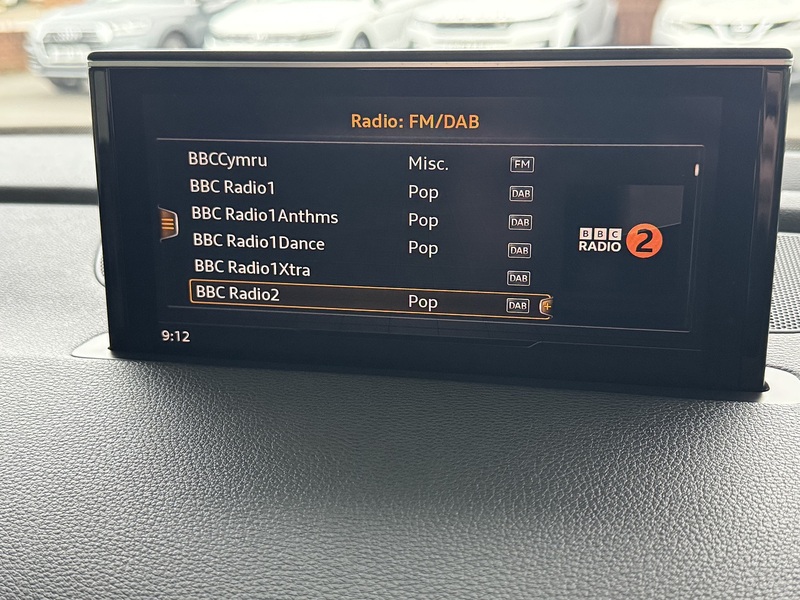 Radio: FM/DAB
BBCCymru Misc. FM
BBC Radio1 Pop DAB
BBC Radio1Anthms Pop DAB
BBC Radio1Dance Pop DAB
BBC Radio1Xtra DAB
BBC Radio2 Pop DAB
BBC
RADIO 2
9:12